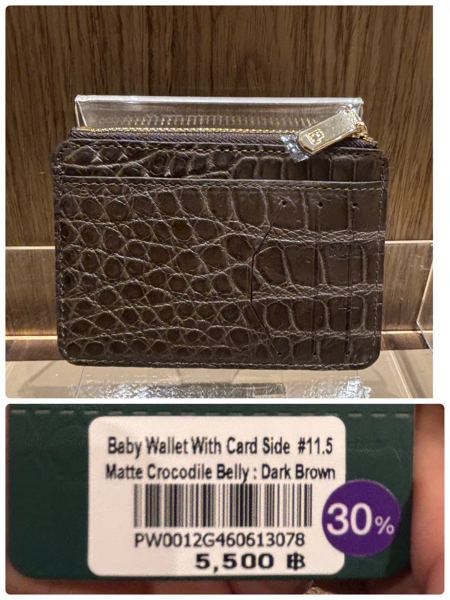 Baby Wallet With Card Side #11.5
Matte Crocodile Belly : Dark Brown
PW0012G460613078
5,500 ฿
30%